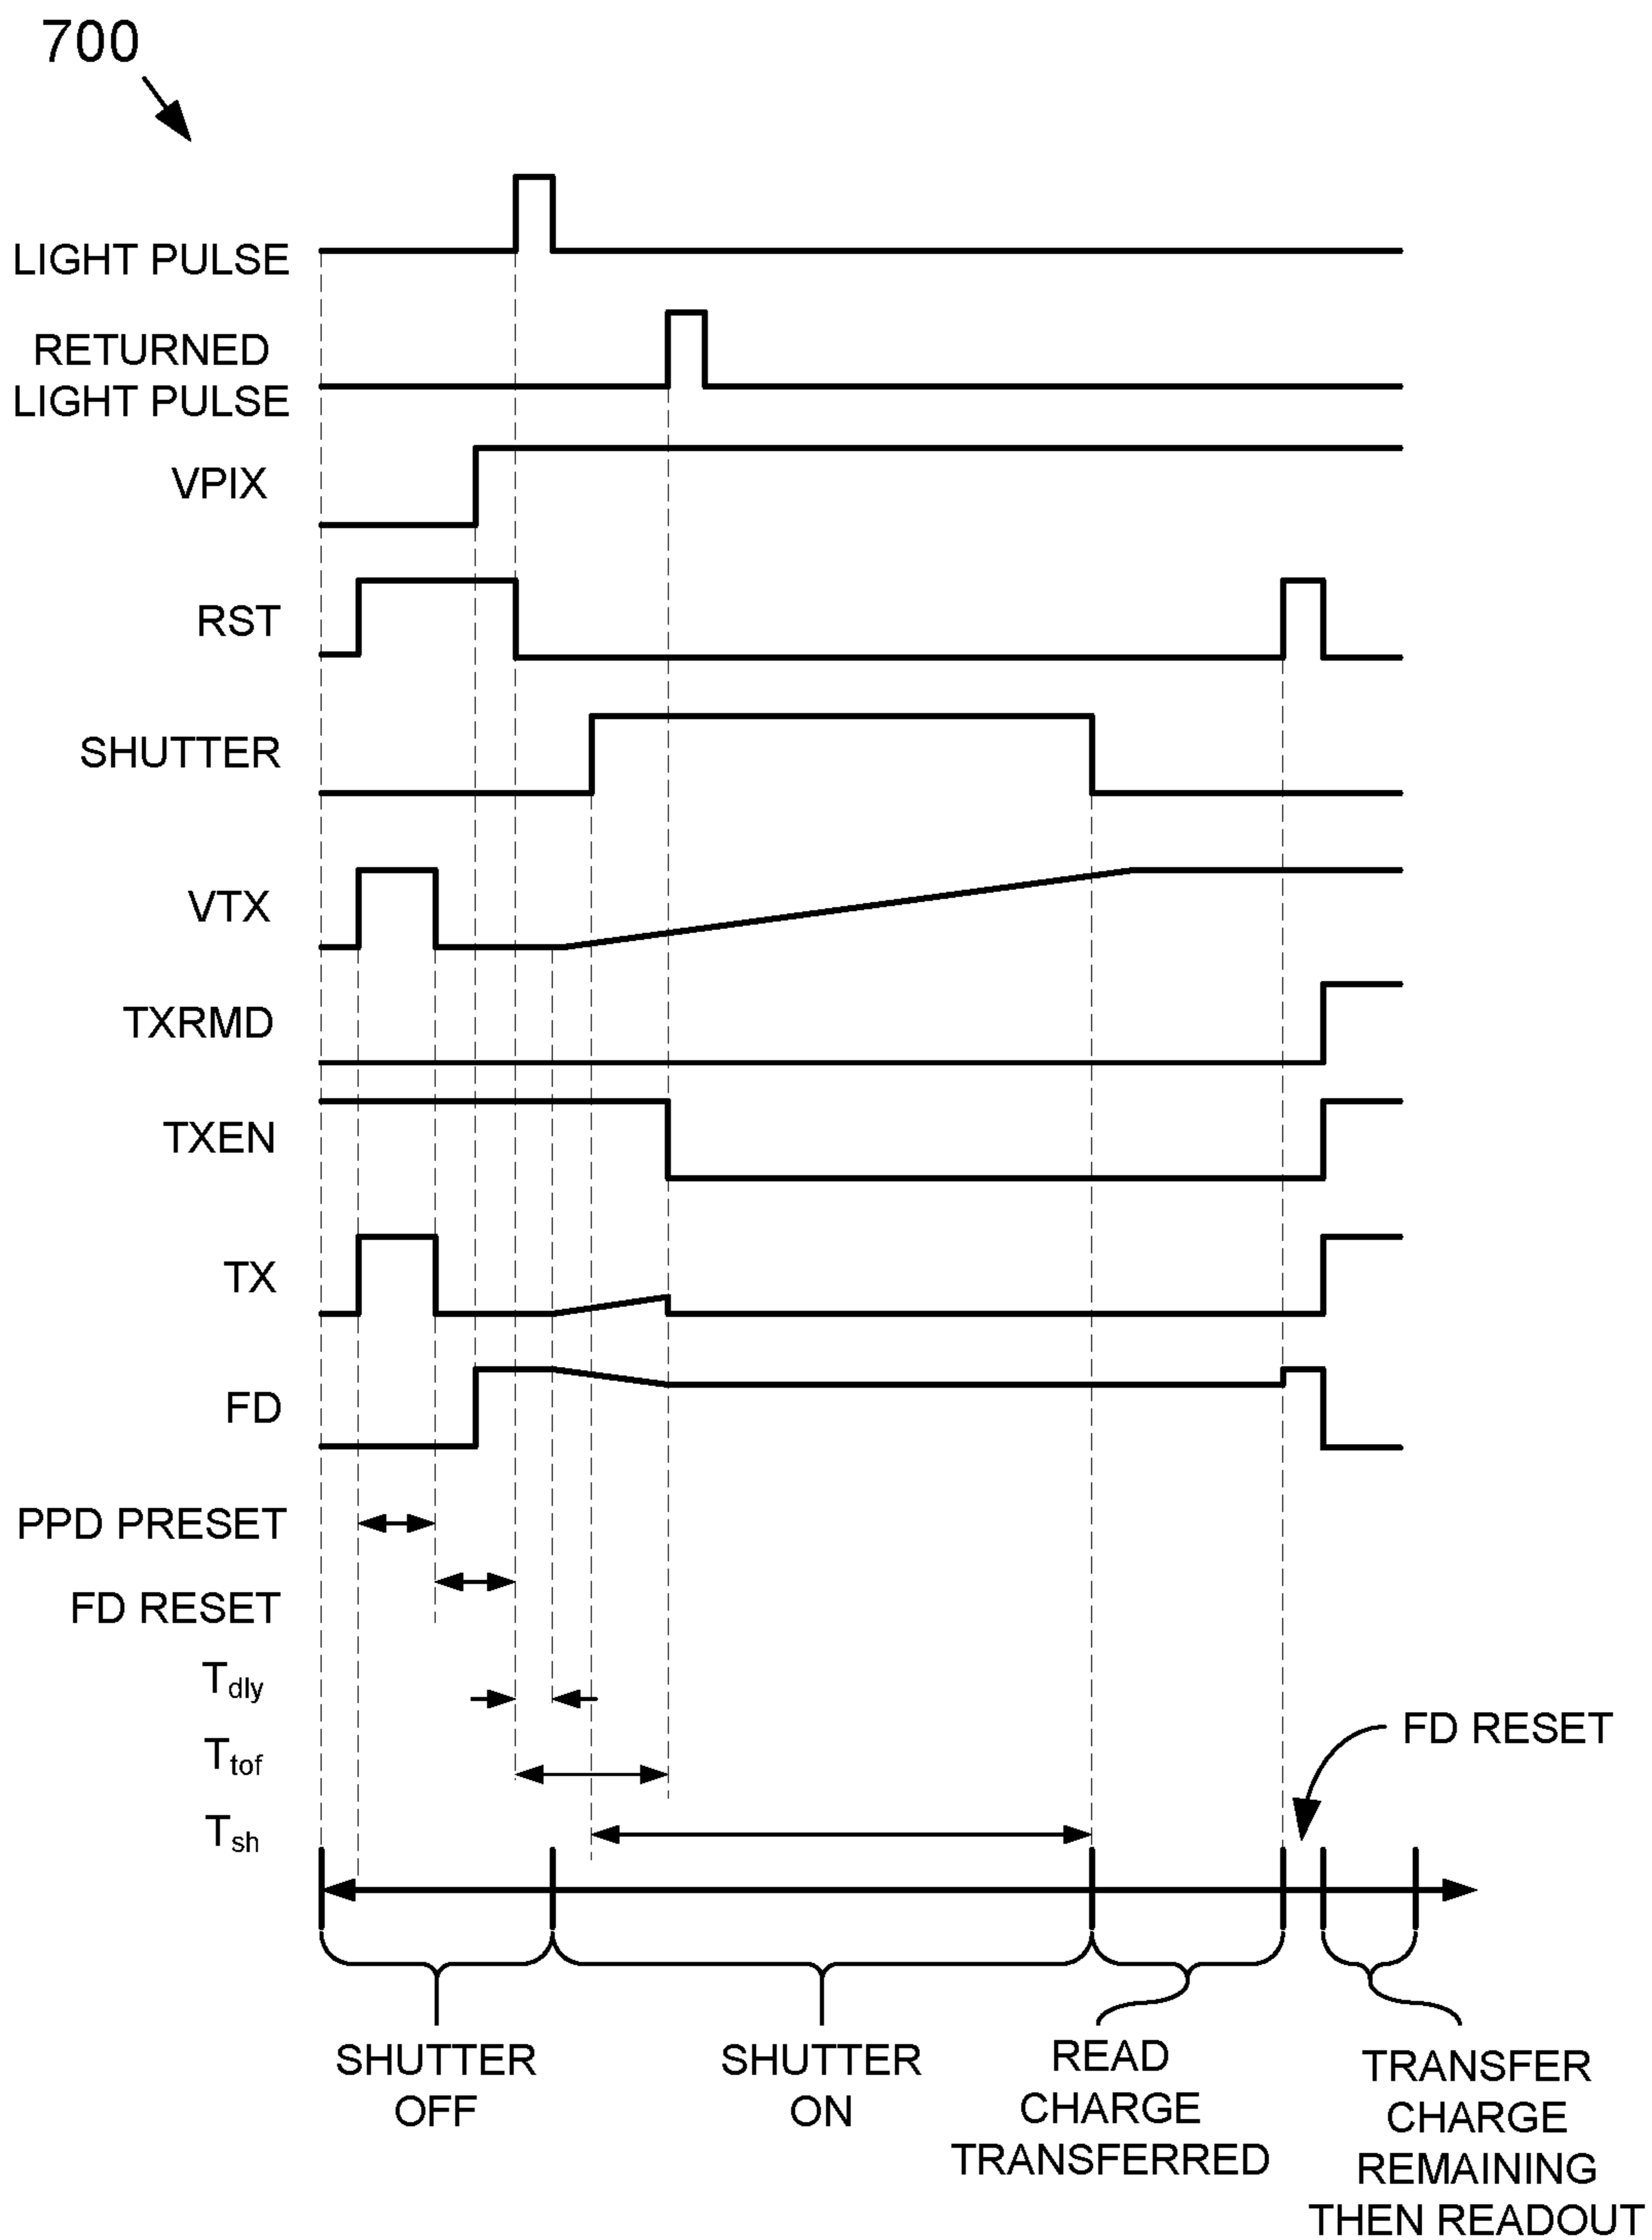 700
LIGHT PULSE
RETURNED
LIGHT PULSE
VPIX
RST
SHUTTER
VTX
TXRMD
TXEN
TX
FD
PPD PRESET
FD RESET
Tdly
Ttof
FD RESET
Tsh
SHUTTER
OFF
SHUTTER
ON
READ
CHARGE
TRANSFERRED
TRANSFER
CHARGE
REMAINING
THEN READOUT